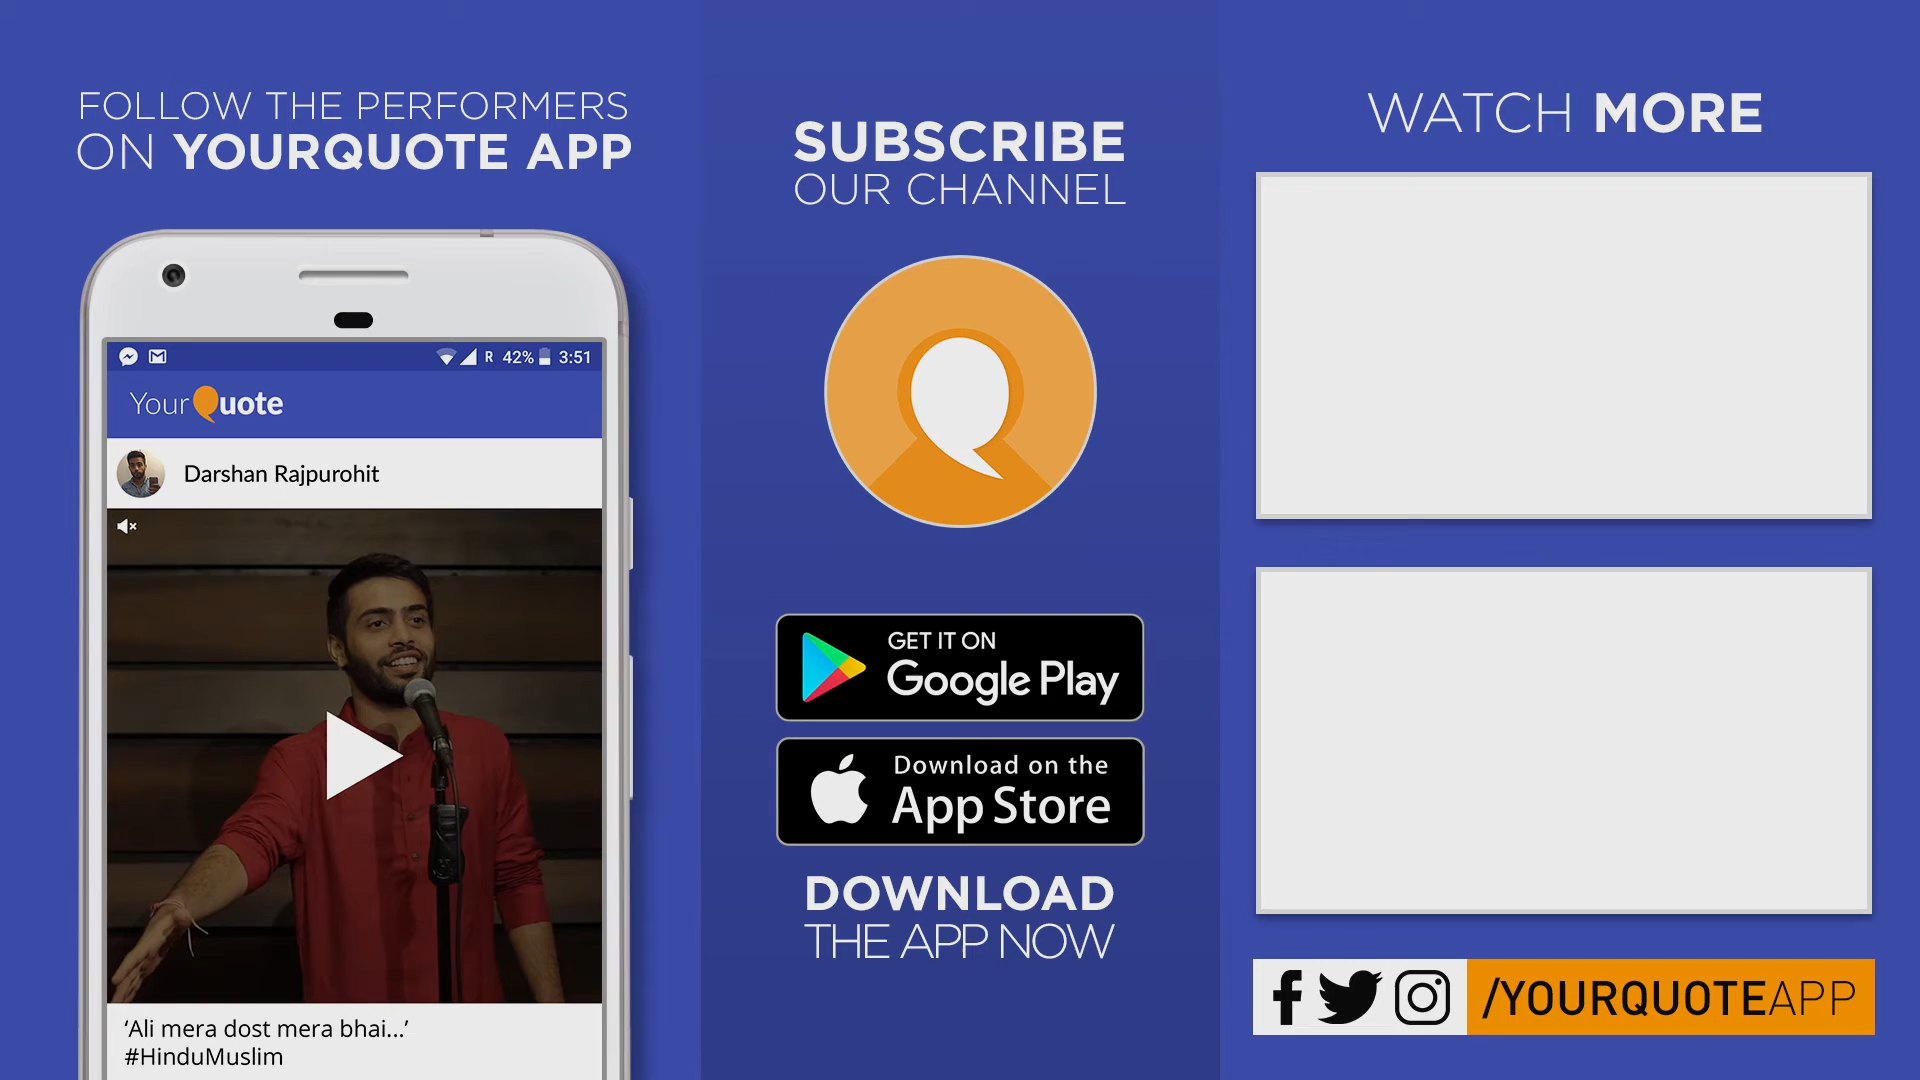 FOLLOW THE PERFORMERS
ON YOURQUOTE APP
R 42% 3:51
YourQuote
Darshan Rajpurohit
‘Ali mera dost mera bhai...’
#HinduMuslim
SUBSCRIBE
OUR CHANNEL
GET IT ON
Google Play
Download on the
App Store
DOWNLOAD
THE APP NOW
WATCH MORE
/YOURQUOTEAPP